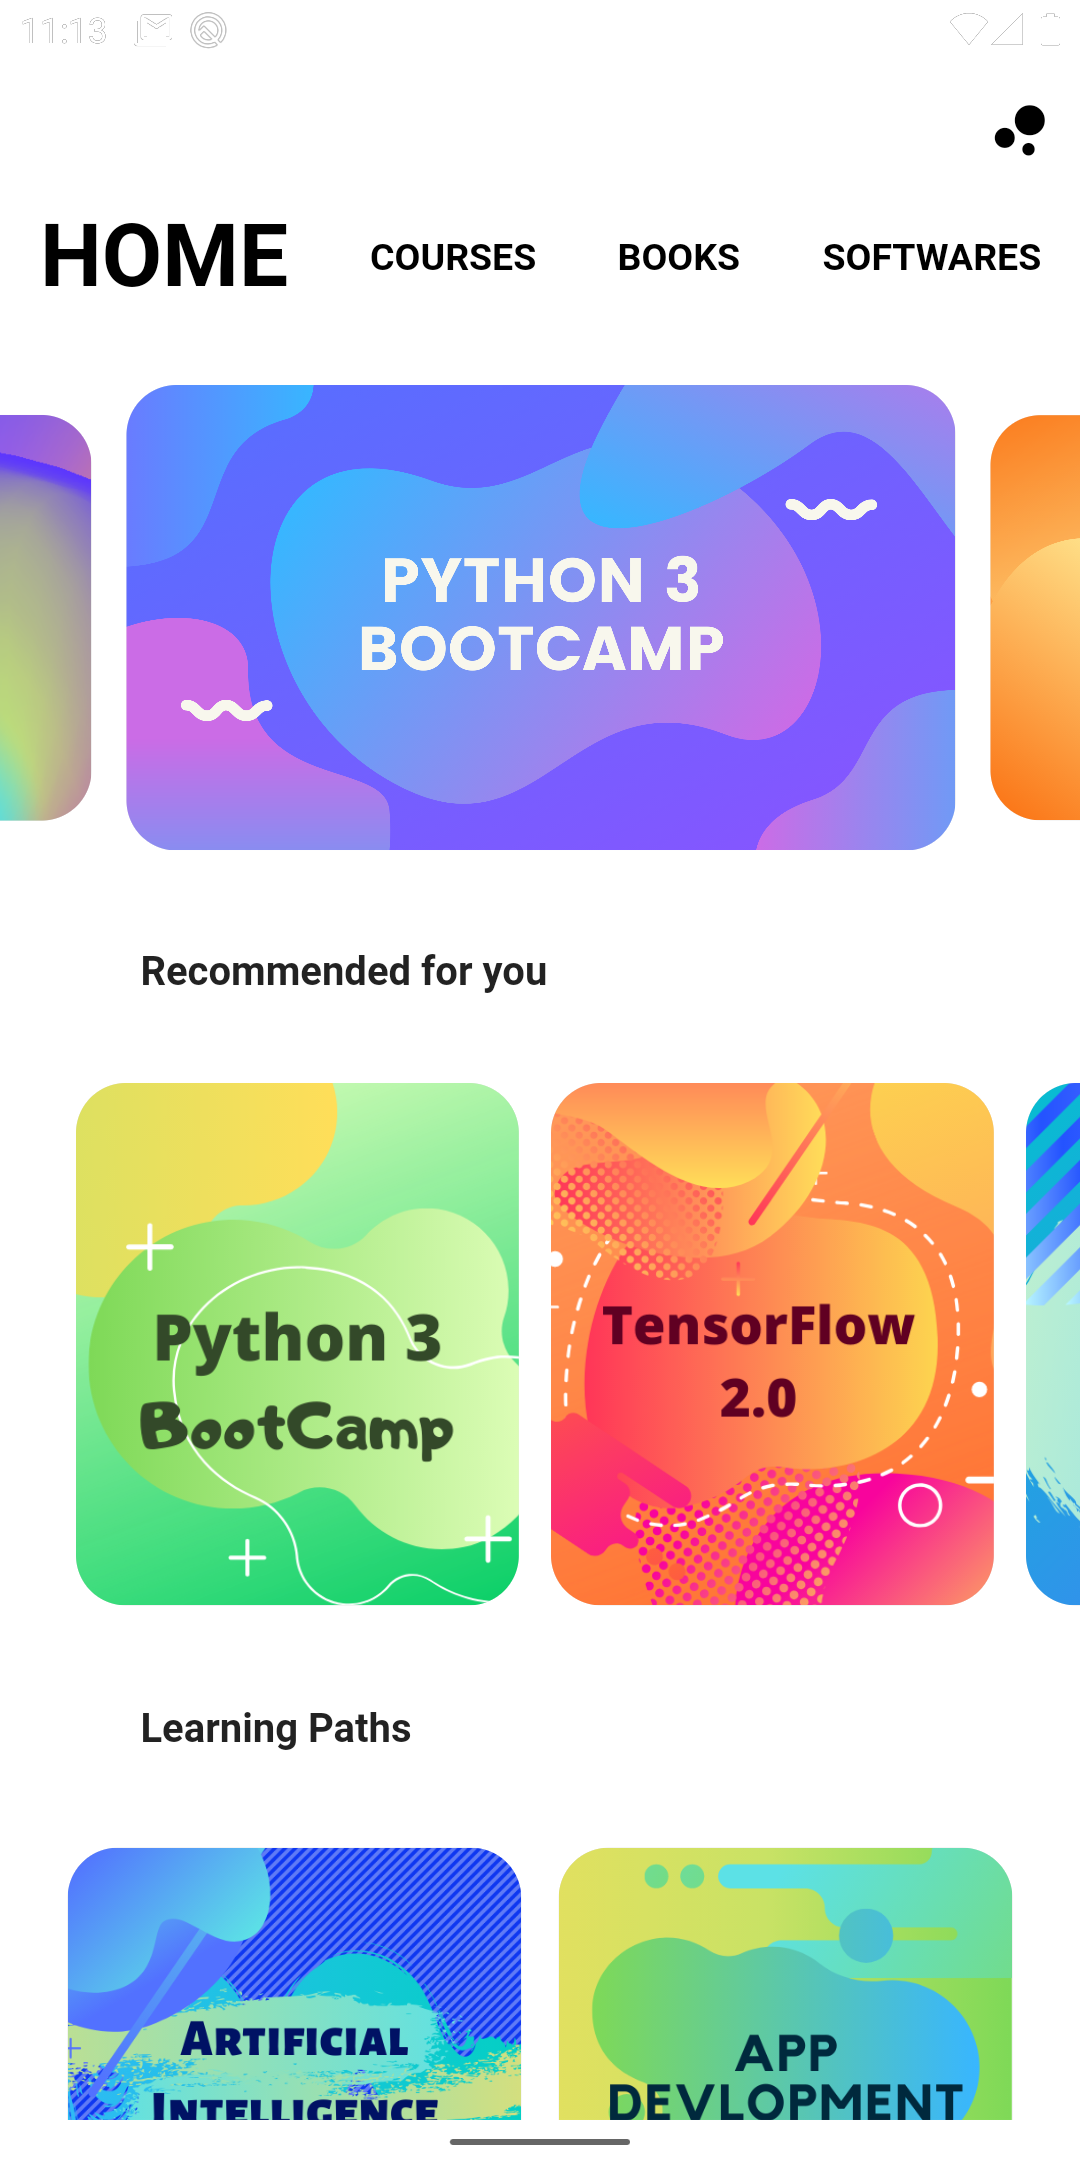 11:13
HOME COURSES BOOKS SOFTWARES
PYTHON 3
BOOTCAMP
Recommended for you
Python 3
BootCamp
TensorFlow
2.0
Learning Paths
ARTIFICIAL
INTELLIGENCE
APP
DEVLOPMENT